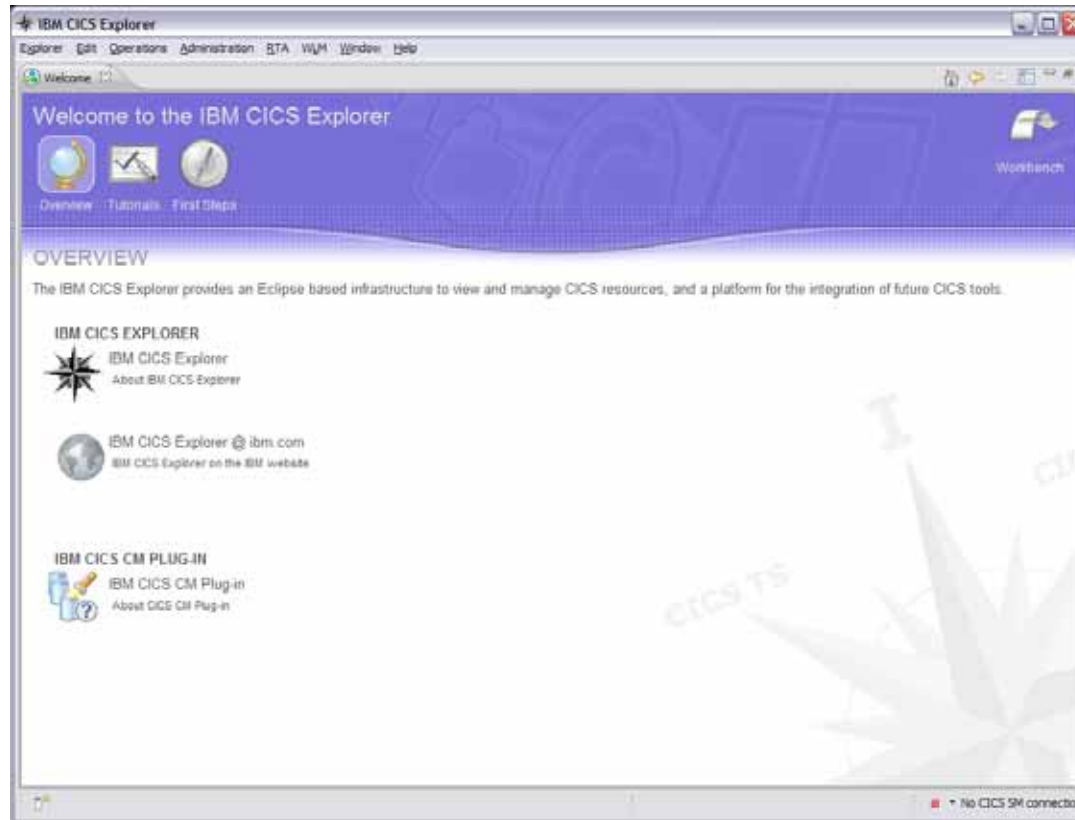 IBM CICS Explorer
Explorer Edit Operations Administration RTA WLM Window Help
Welcome
Welcome to the IBM CICS Explorer
Workbench
Overview Tutorials First Steps
OVERVIEW
The IBM CICS Explorer provides an Eclipse based infrastructure to view and manage CICS resources, and a platform for the integration of future CICS tools.
IBM CICS EXPLORER
IBM CICS Explorer
About IBM CICS Explorer
IBM CICS Explorer @ ibm.com
IBM CICS Explorer on the IBM website
IBM CICS CM PLUG-IN
IBM CICS CM Plug-in
About CICS CM Plug-in
I
CICS TS
No CICS SM connectio